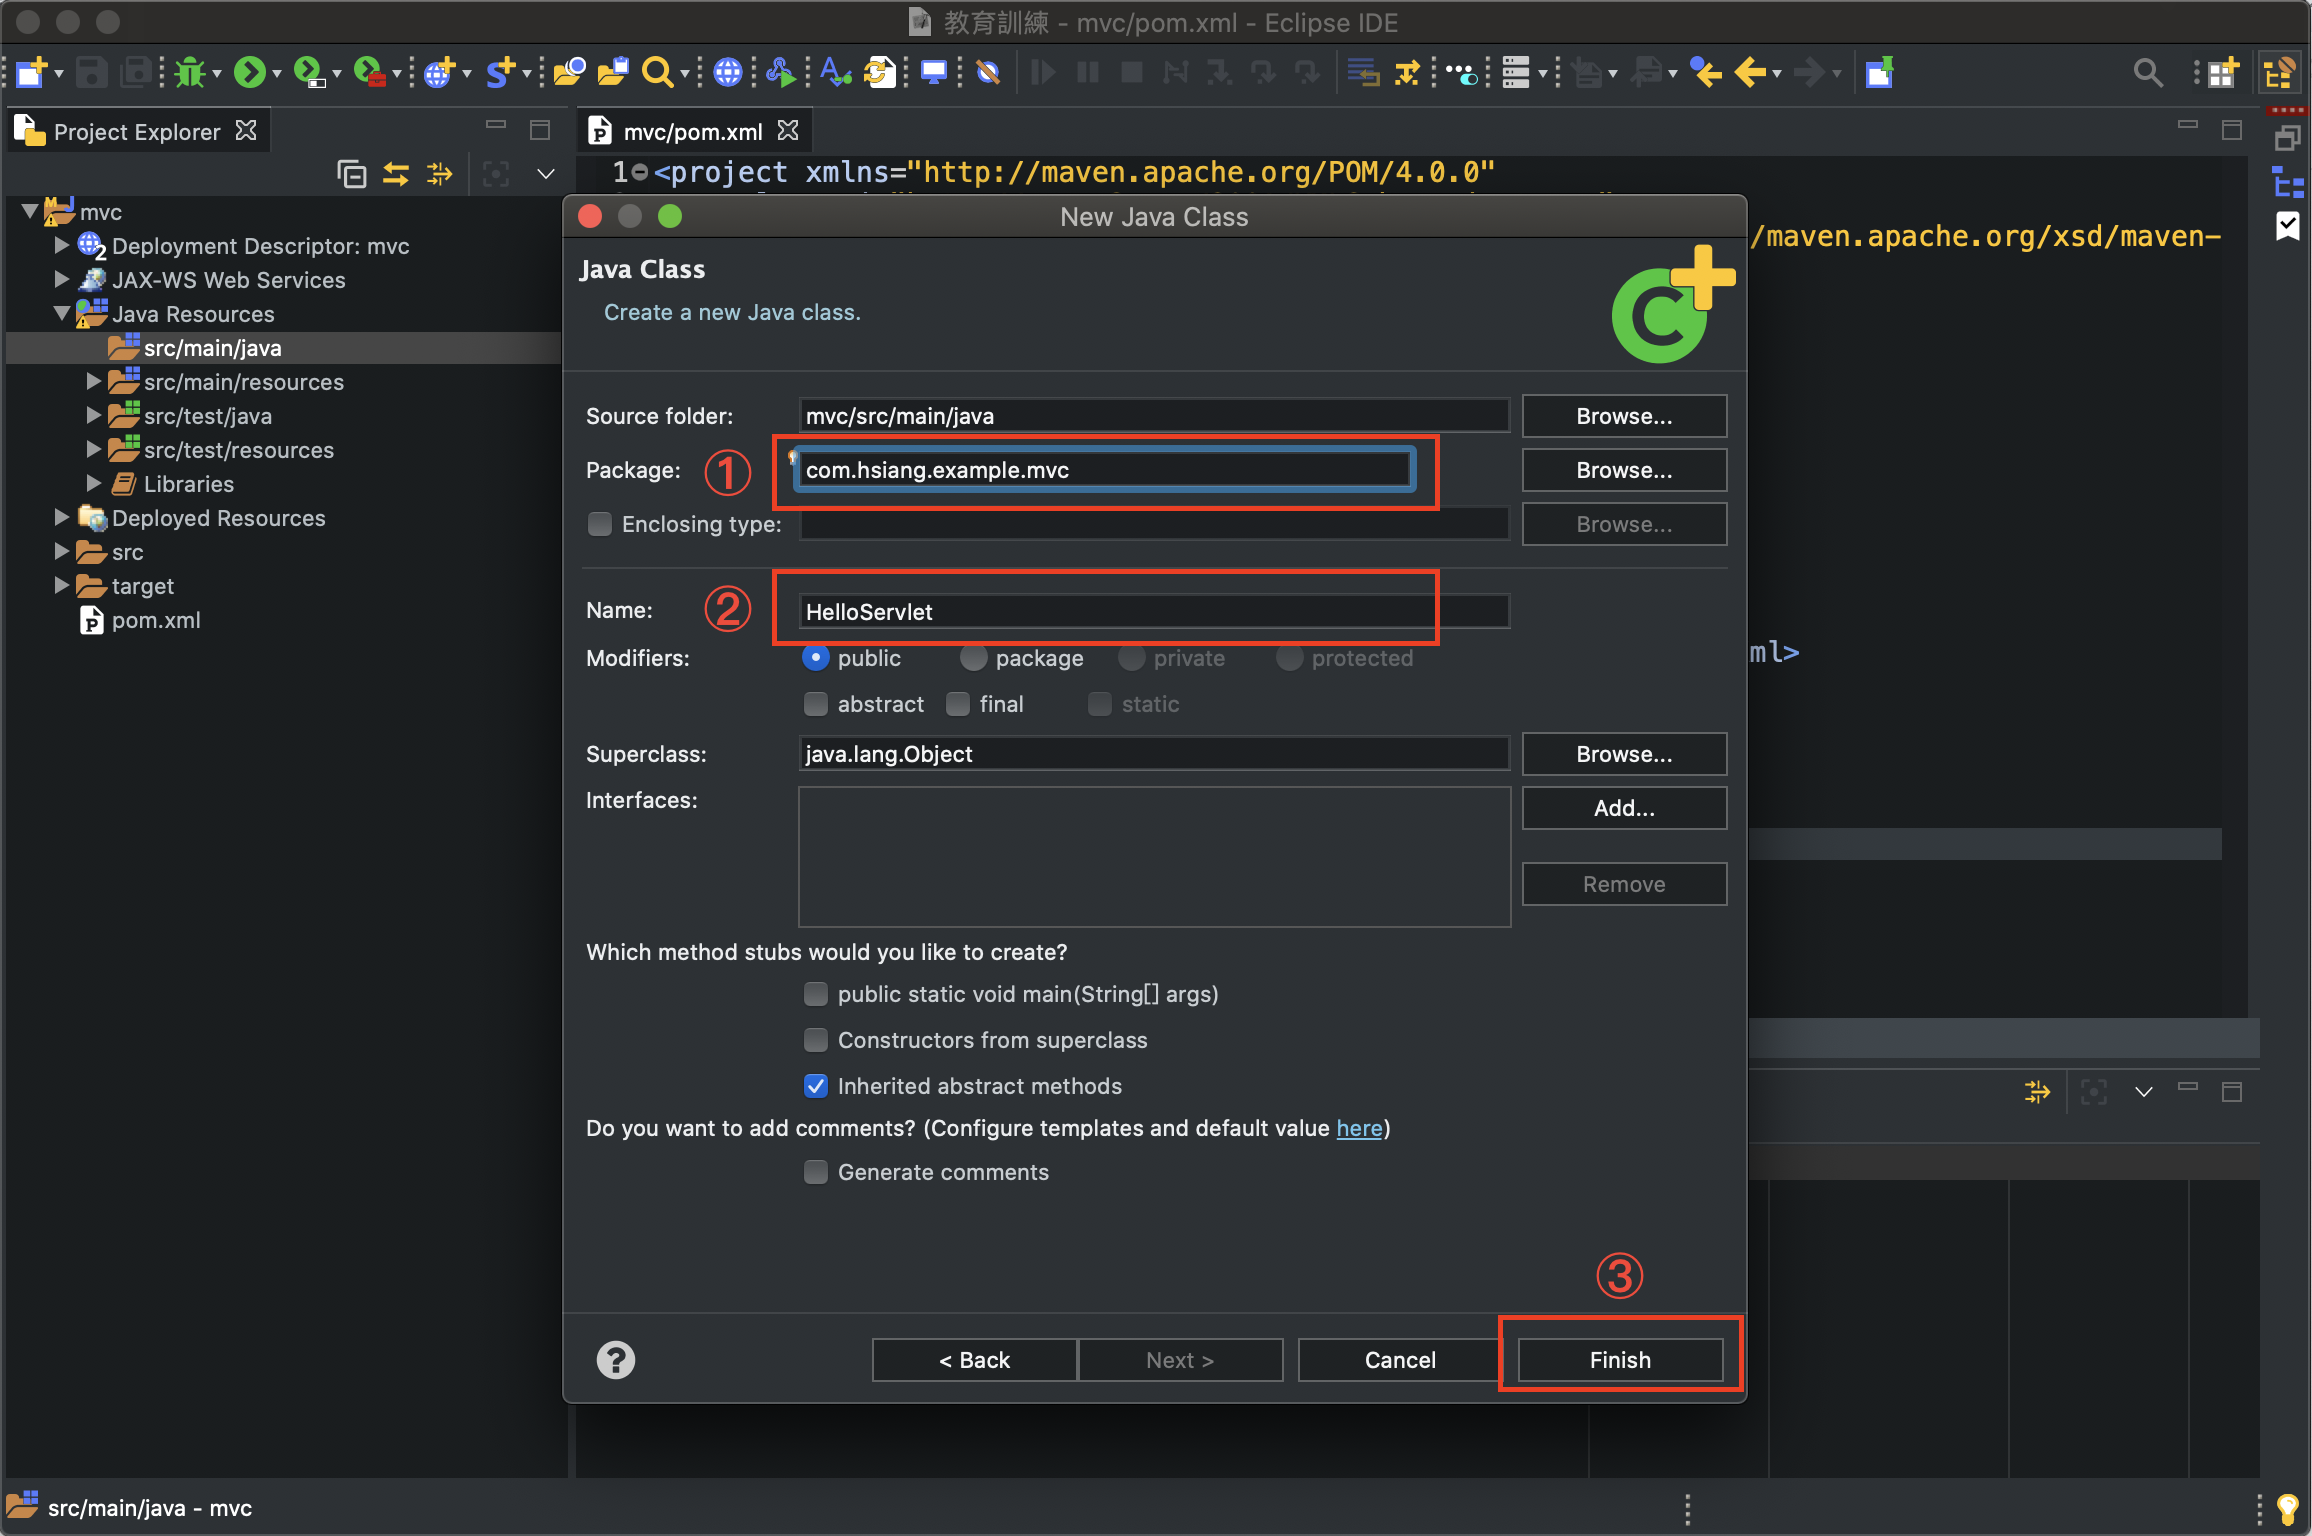 教育訓練 - mvc/pom.xml - Eclipse IDE
Project Explorer
mvc/pom.xml
1 <project xmlns="http://maven.apache.org/POM/4.0.0"
/maven.apache.org/xsd/maven-
ml>
mvc
Deployment Descriptor: mvc
JAX-WS Web Services
Java Resources
src/main/java
src/main/resources
src/test/java
src/test/resources
Libraries
Deployed Resources
src
target
pom.xml
New Java Class
Java Class
Create a new Java class.
Source folder: mvc/src/main/java Browse...
Package: ① com.hsiang.example.mvc Browse...
Enclosing type: Browse...
Name: ② HelloServlet
Modifiers: public package private protected
abstract final static
Superclass: java.lang.Object Browse...
Interfaces: Add...
Remove
Which method stubs would you like to create?
public static void main(String[] args)
Constructors from superclass
Inherited abstract methods
Do you want to add comments? (Configure templates and default value here)
Generate comments
③
< Back Next > Cancel Finish
src/main/java - mvc